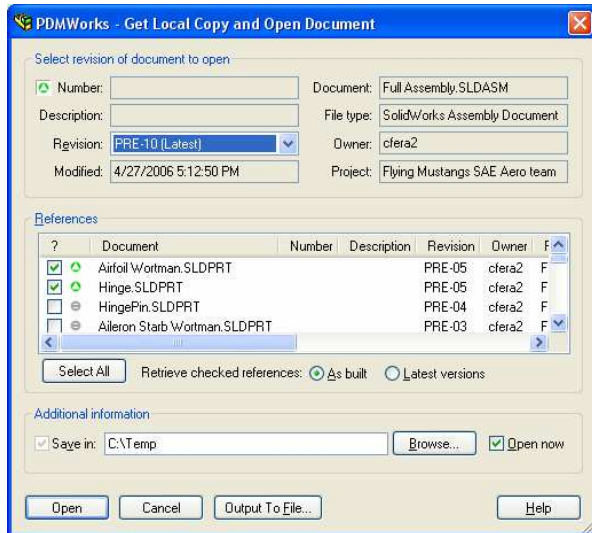 PDMWorks - Get Local Copy and Open Document
Select revision of document to open
Number:
Document: Full Assembly.SLDASM
Description:
File type: SolidWorks Assembly Document
Revision: PRE-10 (Latest)
Owner: cfera2
Modified: 4/27/2006 5:12:50 PM
Project: Flying Mustangs SAE Aero team
References
? Document Number Description Revision Owner F
Airfoil Wortman.SLDPRT PRE-05 cfera2 F
Hinge.SLDPRT PRE-05 cfera2 F
HingePin.SLDPRT PRE-04 cfera2 F
Aileron Starb Wortman.SLDPRT PRE-03 cfera2 F
Select All Retrieve checked references: As built Latest versions
Additional information
Save in: C:\Temp Browse... Open now
Open Cancel Output To File... Help